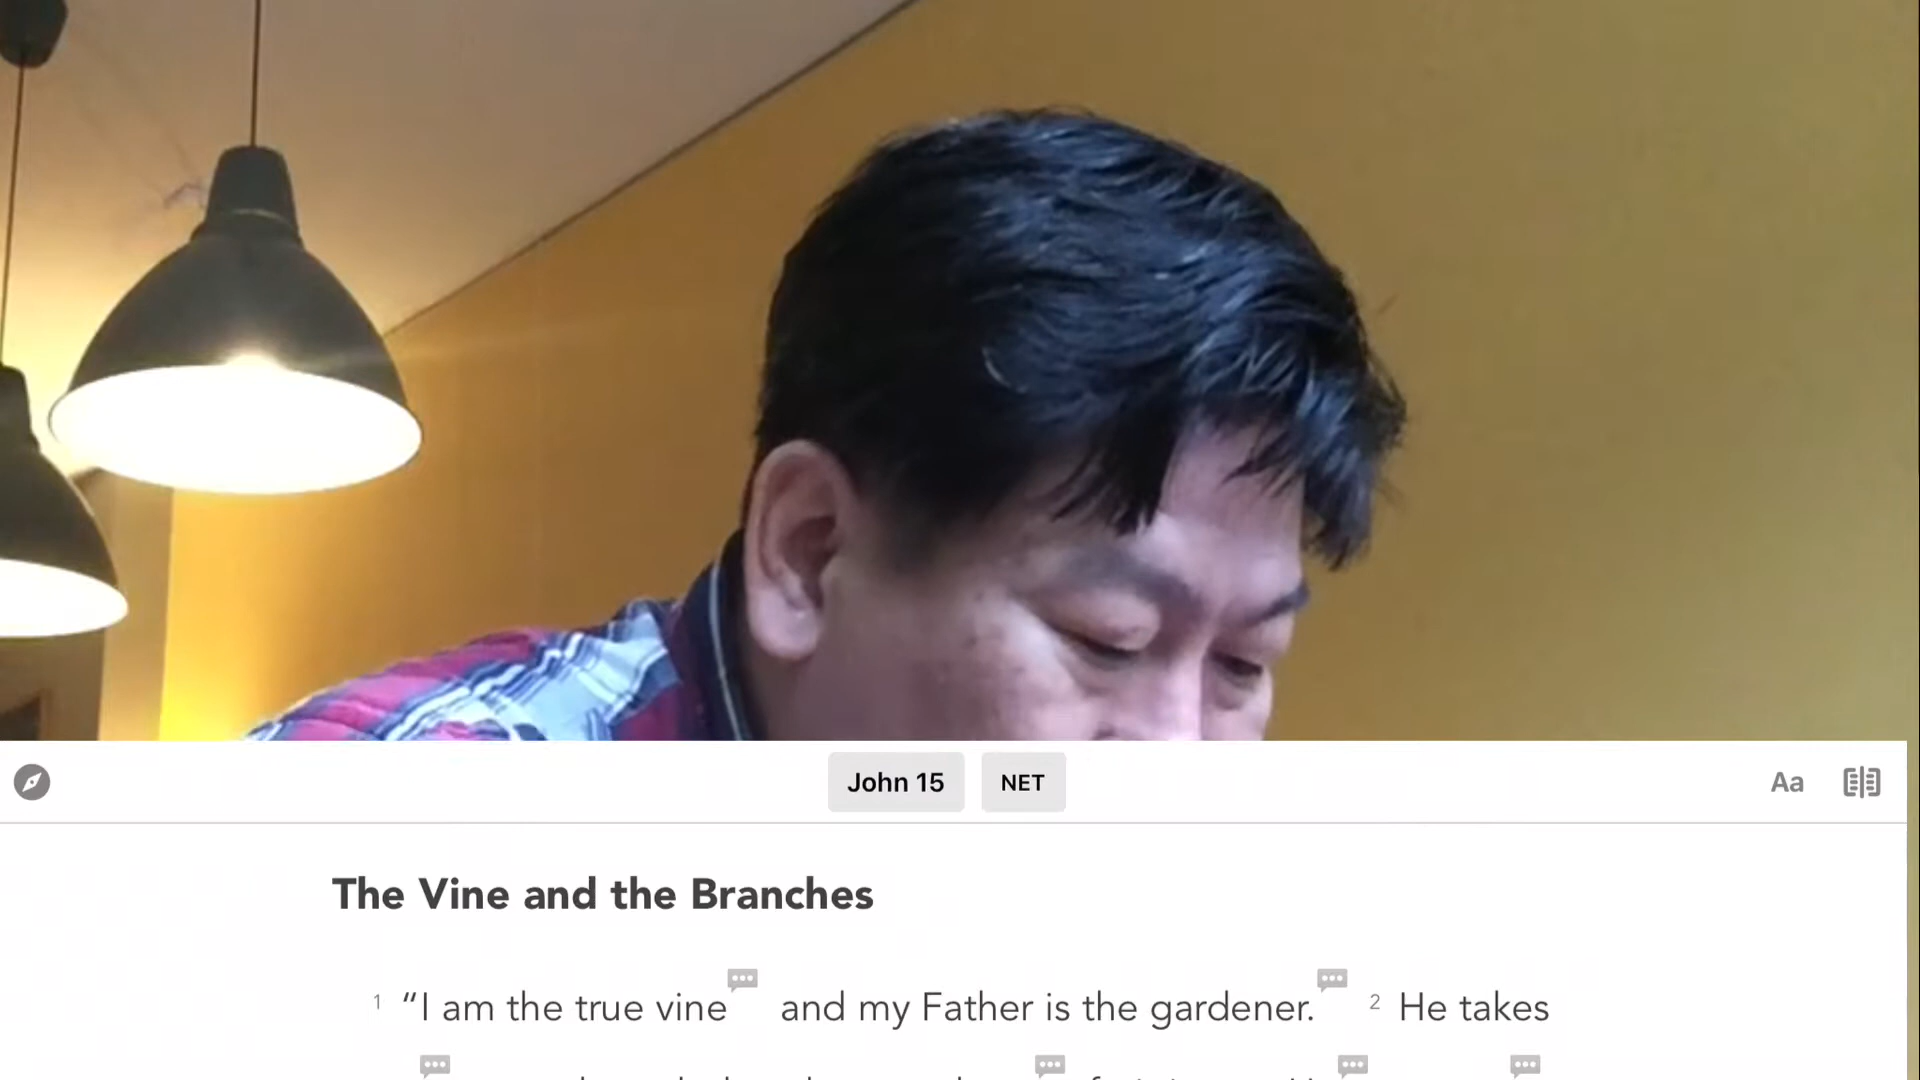 John 15 NET Aa
The Vine and the Branches
1 “I am the true vine and my Father is the gardener. 2 He takes